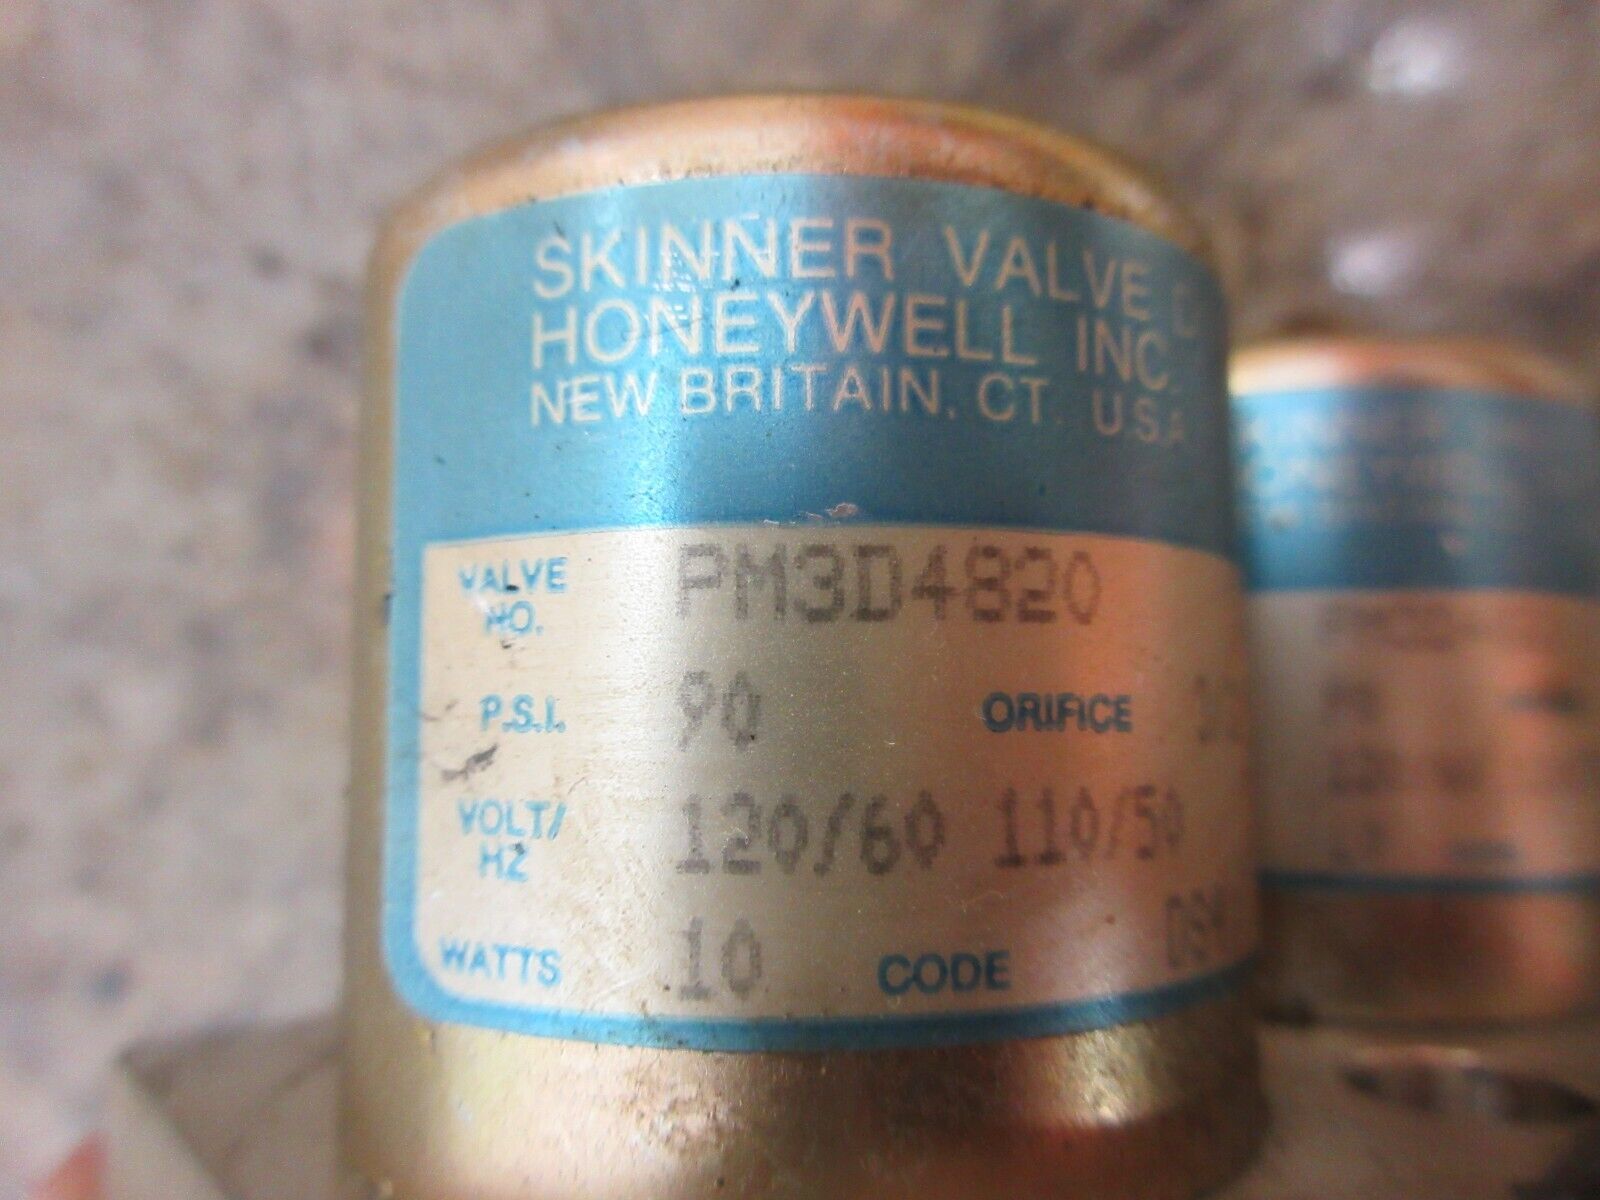 SKINNER VALVE D
HONEYWELL INC.
NEW BRITAIN, CT. U.S.A
VALVE NO. PM3D4820
P.S.I. 90 ORIFICE
VOLT/HZ 120/60 110/50
WATTS 10 CODE